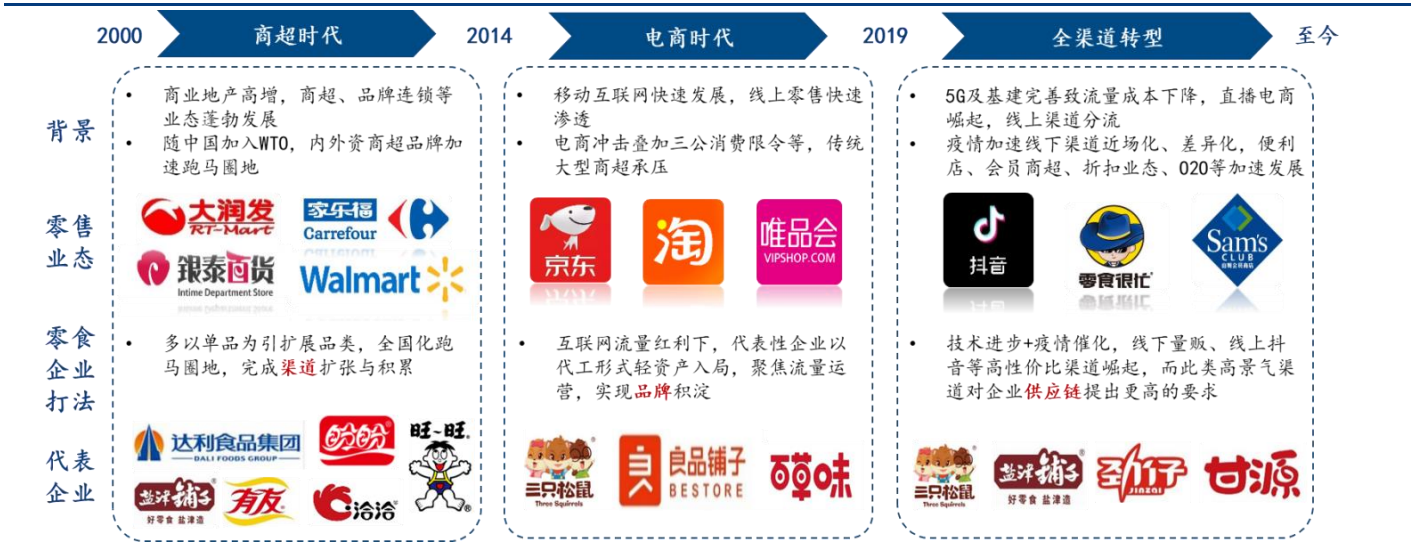 2000
商超时代
2014
电商时代
2019
全渠道转型
至今
背景
• 商业地产高增，商超、品牌连锁等
业态蓬勃发展
• 随中国加入WTO，内外资商超品牌加
速跑马圈地
• 移动互联网快速发展，线上零售快速
渗透
• 电商冲击叠加三公消费限令等，传统
大型商超承压
• 5G及基建完善致流量成本下降，直播电商
崛起，线上渠道分流
• 疫情加速线下渠道近场化、差异化，便利
店、会员商超、折扣业态、O2O等加速发展
零售
业态
大润发
RT-Mart
家乐福
Carrefour
银泰百货
Intime Department Store
Walmart
京东
淘
唯品会
VIPSHOP.COM
抖音
零食很忙
Sam's
CLUB
零食
企业
打法
• 多以单品为引扩展品类，全国化跑
马圈地，完成渠道扩张与积累
• 互联网流量红利下，代表性企业以
代工形式轻资产入局，聚焦流量运
营，实现品牌积淀
• 技术进步+疫情催化，线下量贩、线上抖
音等高性价比渠道崛起，而此类高景气渠
道对企业供应链提出更高的要求
代表
企业
达利食品集团
DALI FOODS GROUP
盼盼
旺~旺
盐津铺子
好零食 盐津造
有友
洽洽
三只松鼠
Three Squirrels
良品铺子
BESTORE
百草味
三只松鼠
Three Squirrels
盐津铺子
好零食 盐津造
劲仔
JINZAI
甘源